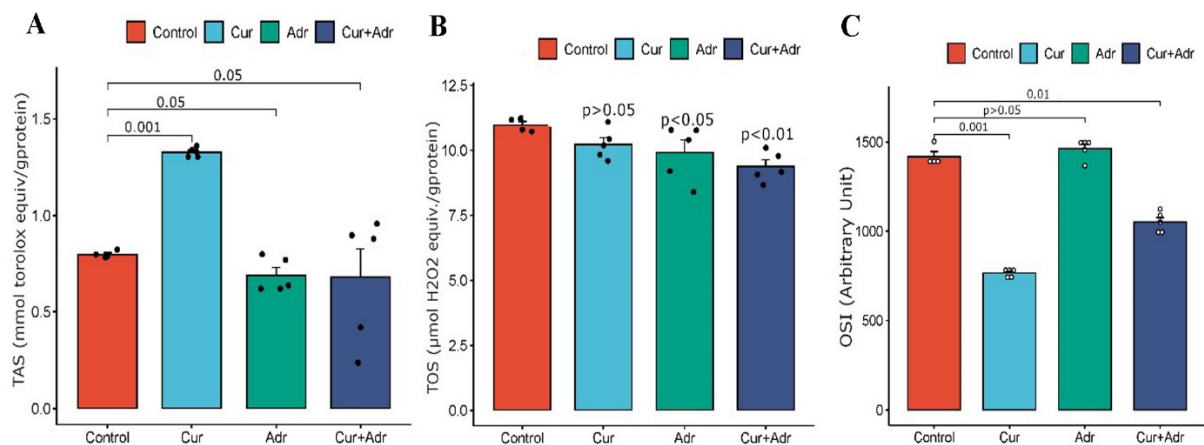 A
Control Cur Adr Cur+Adr
TAS (mmol torolox equiv/gprotein)
0.05
0.05
0.001
1.5
1.0
0.5
0.0
Control Cur Adr Cur+Adr
B
Control Cur Adr Cur+Adr
TOS (µmol H2O2 equiv./gprotein)
12.5
10.0
7.5
5.0
2.5
0.0
p>0.05 p<0.05 p<0.01
Control Cur Adr Cur+Adr
C
Control Cur Adr Cur+Adr
OSI (Arbitrary Unit)
0.01
p>0.05
0.001
1500
1000
500
0
Control Cur Adr Cur+Adr